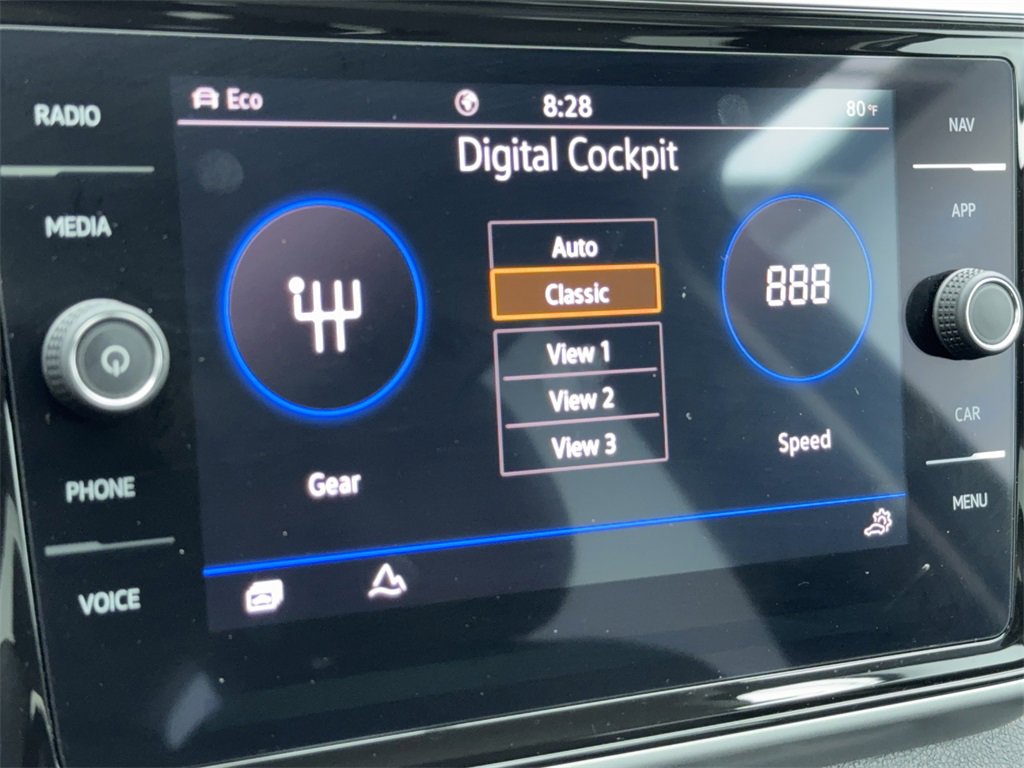 RADIO
MEDIA
PHONE
VOICE
Eco
8:28
80 °F
Digital Cockpit
Auto
Classic
View 1
View 2
View 3
888
Gear
Speed
NAV
APP
CAR
MENU